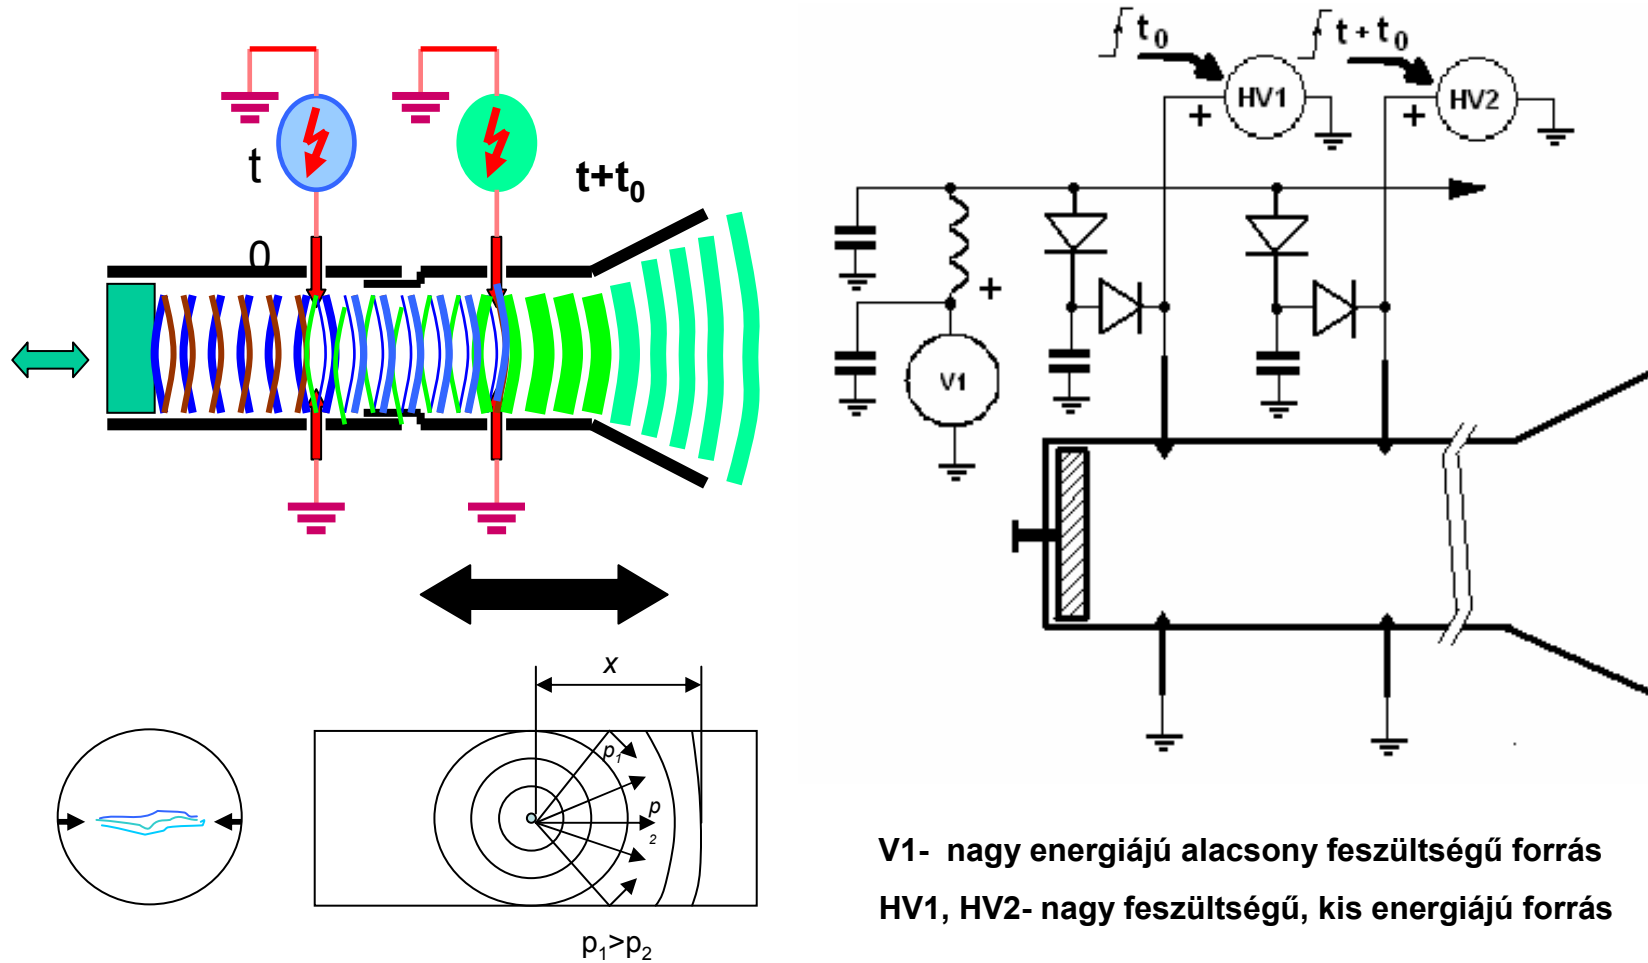 t
0
t+t₀
t₀
t + t₀
HV1
HV2
+
+
+
V1
x
p₁
p
2
p₁>p₂
V1- nagy energiájú alacsony feszültségű forrás
HV1, HV2- nagy feszültségű, kis energiájú forrás